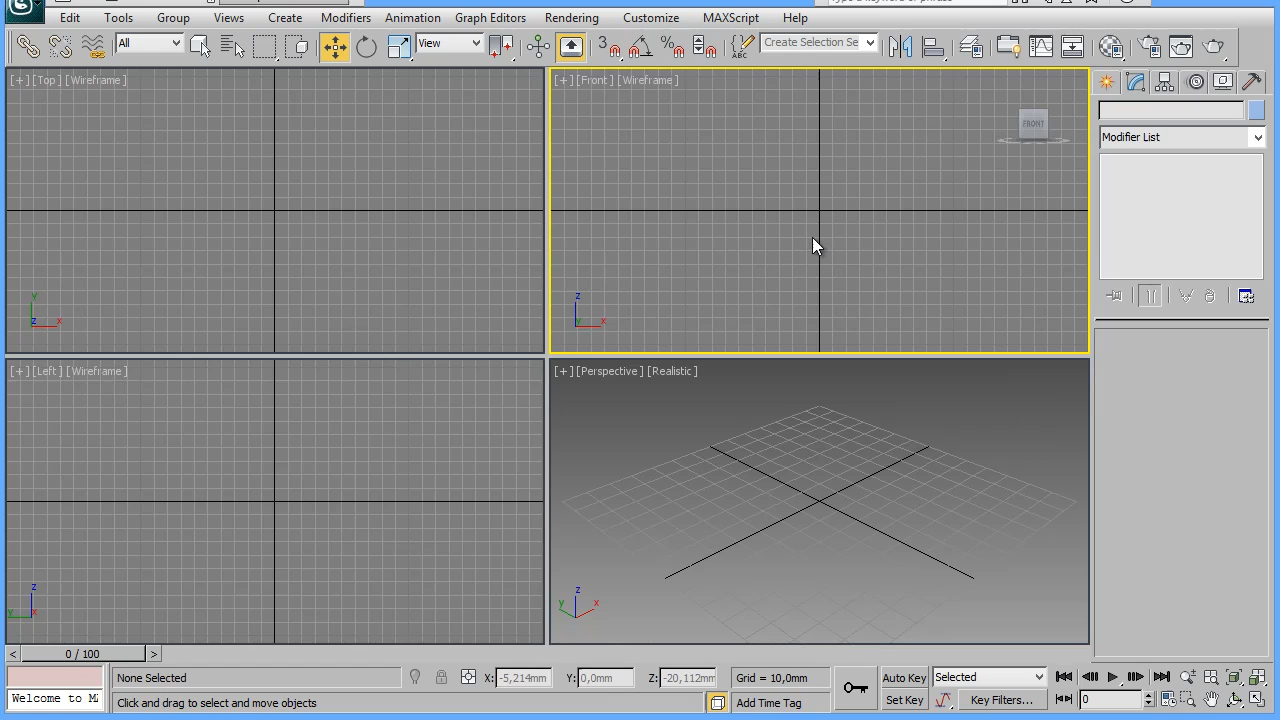 Edit Tools Group Views Create Modifiers Animation Graph Editors Rendering Customize MAXScript Help
All View 3 % ABC Create Selection Se
[+] [Top] [Wireframe]
[+] [Front] [Wireframe]
FRONT
Modifier List
y z x
z y x
[+] [Left] [Wireframe]
[+] [Perspective] [Realistic]
z y x
z y x
< 0 / 100 >
None Selected X: -5,214mm Y: 0,0mm Z: -20,112mm Grid = 10,0mm Auto Key Selected
Welcome to M
Click and drag to select and move objects Add Time Tag Set Key Key Filters... 0